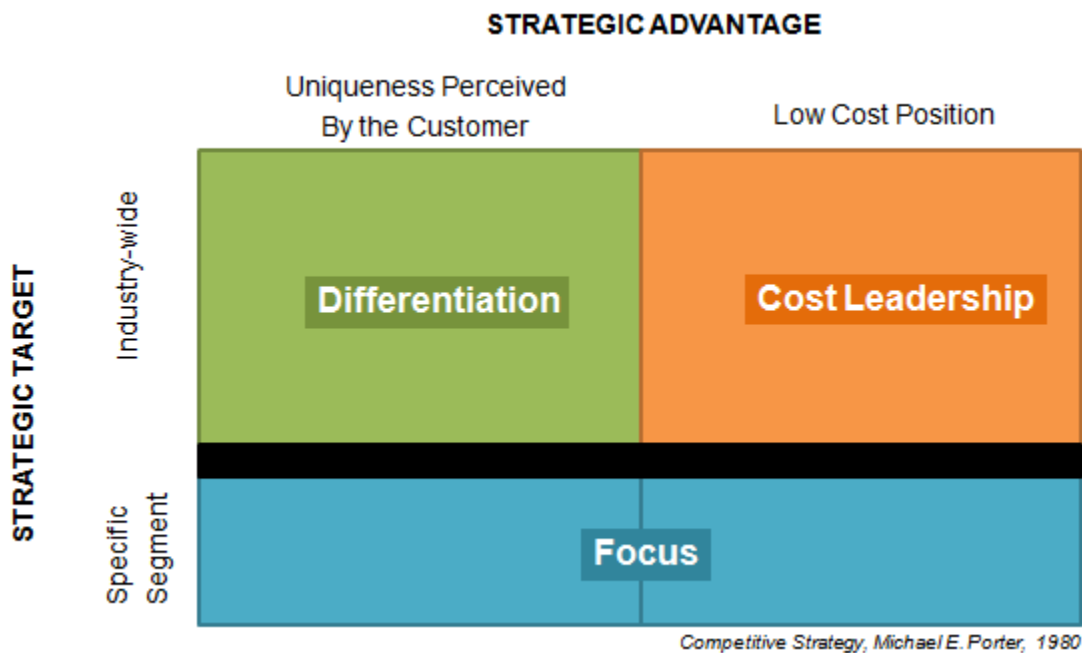 STRATEGIC ADVANTAGE
Uniqueness Perceived
By the Customer
Low Cost Position
STRATEGIC TARGET
Industry-wide
Differentiation
Cost Leadership
Specific
Segment
Focus
Competitive Strategy, Michael E. Porter, 1980